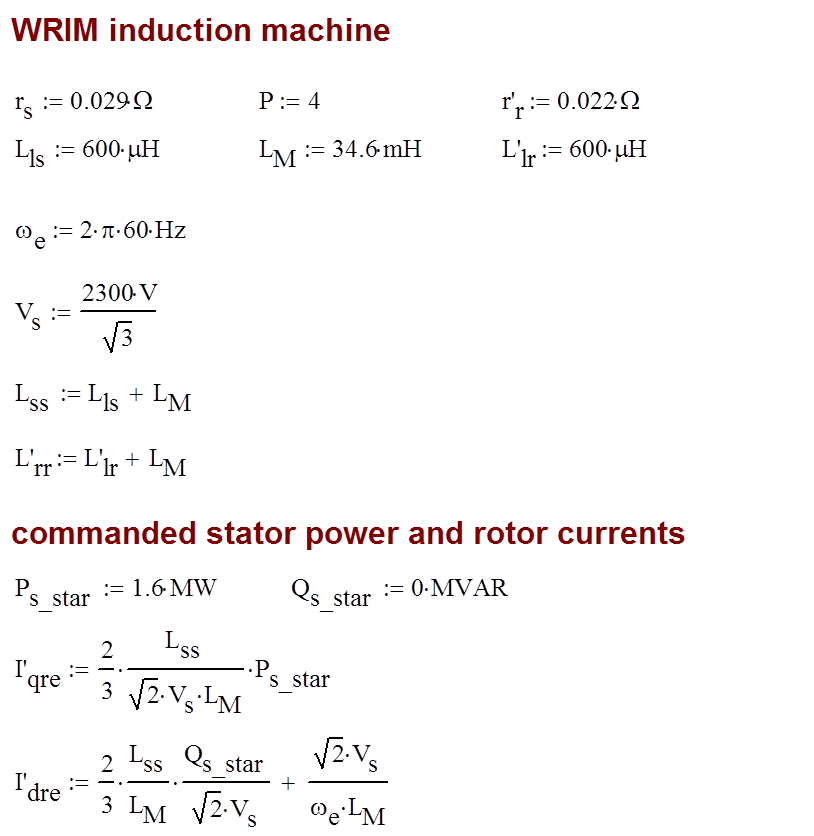 WRIM induction machine
r_s := 0.029·Ω P := 4 r'_r := 0.022·Ω
L_ls := 600·μH L_M := 34.6·mH L'_lr := 600·μH
ω_e := 2·π·60·Hz
V_s := 2300·V / √3
L_ss := L_ls + L_M
L'_rr := L'_lr + L_M
commanded stator power and rotor currents
P_s_star := 1.6·MW Q_s_star := 0·MVAR
I'_qre := 2/3 · L_ss / (√2·V_s·L_M) · P_s_star
I'_dre := 2/3 · L_ss / L_M · Q_s_star / (√2·V_s) + √2·V_s / (ω_e·L_M)